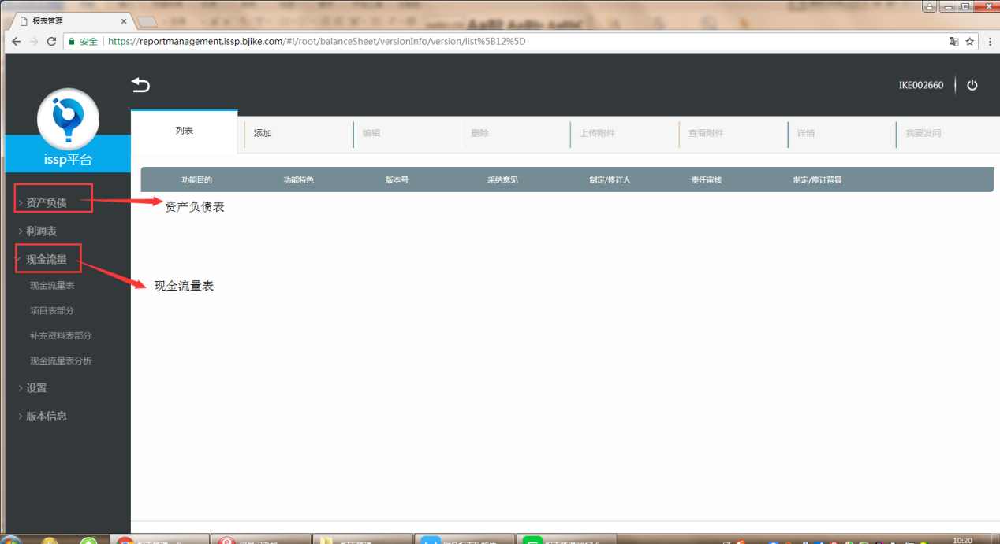 报表管理
安全 https://reportmanagement.issp.bjike.com/#!/root/balanceSheet/versionInfo/version/list%5B12%5D
IKE002660
issp平台
列表 添加 编辑 删除 上传附件 查看附件 详情 我要发问
功能目的 功能特色 版本号 采纳意见 制定/修订人 责任审核 制定/修订背景
资产负债
资产负债表
利润表
现金流量
现金流量表
现金流量表
项目表部分
补充资料表部分
现金流量表分析
设置
版本信息
10:20